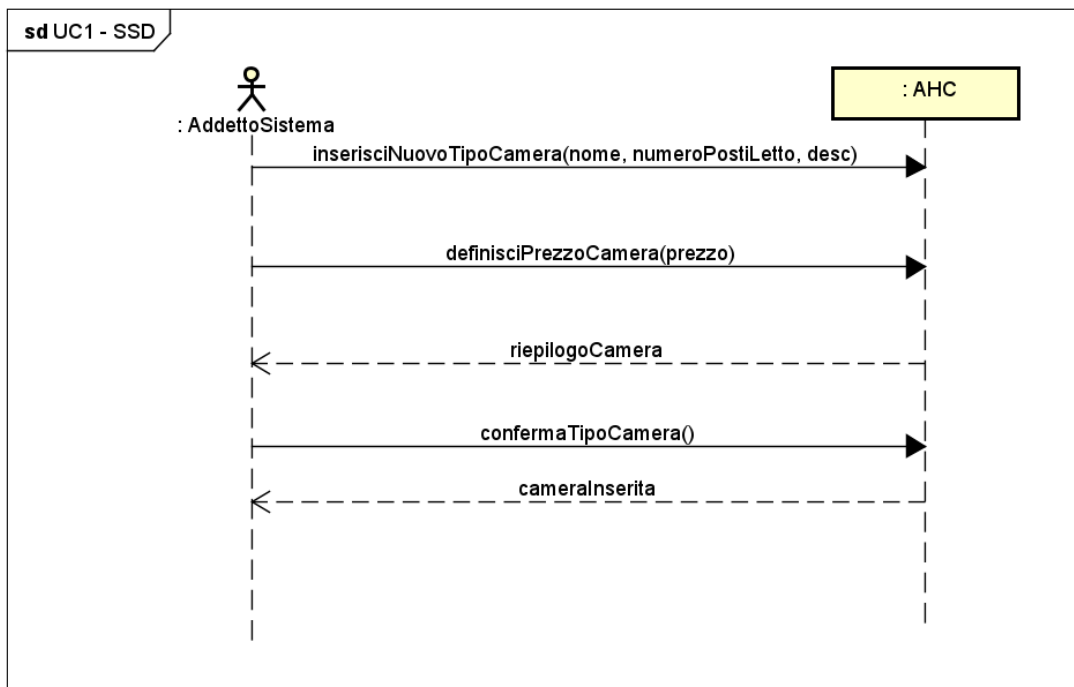 sd UC1 - SSD
: AddettoSistema
: AHC
inserisciNuovoTipoCamera(nome, numeroPostiLetto, desc)
definisciPrezzoCamera(prezzo)
riepilogoCamera
confermaTipoCamera()
cameraInserita